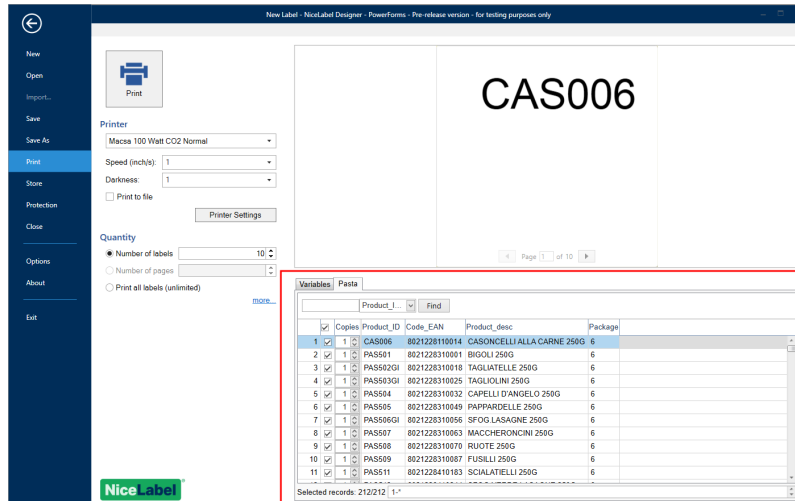 New Label - NiceLabel Designer - PowerForms - Pre-release version - for testing purposes only
New
Open
Import...
Save
Save As
Print
Store
Protection
Close
Options
About
Exit
Print
Printer
Macsa 100 Watt CO2 Normal
Speed (inch/s): 1
Darkness: 1
Print to file
Printer Settings
Quantity
Number of labels 10
Number of pages
Print all labels (unlimited)
more...
NiceLabel
CAS006
Page 1 of 10
Variables Pasta
Product_I... Find
Copies Product_ID Code_EAN Product_desc Package
1 1 CAS006 8021228110014 CASONCELLI ALLA CARNE 250G 6
2 1 PAS501 8021228310001 BIGOLI 250G 6
3 1 PAS502GI 8021228310018 TAGLIATELLE 250G 6
4 1 PAS503GI 8021228310025 TAGLIOLINI 250G 6
5 1 PAS504 8021228310032 CAPELLI D'ANGELO 250G 6
6 1 PAS505 8021228310049 PAPPARDELLE 250G 6
7 1 PAS506GI 8021228310056 SFOG.LASAGNE 250G 6
8 1 PAS507 8021228310063 MACCHERONCINI 250G 6
9 1 PAS508 8021228310070 RUOTE 250G 6
10 1 PAS509 8021228310087 FUSILLI 250G 6
11 1 PAS511 8021228410183 SCIALATIELLI 250G 6
Selected records: 212/212 1-*